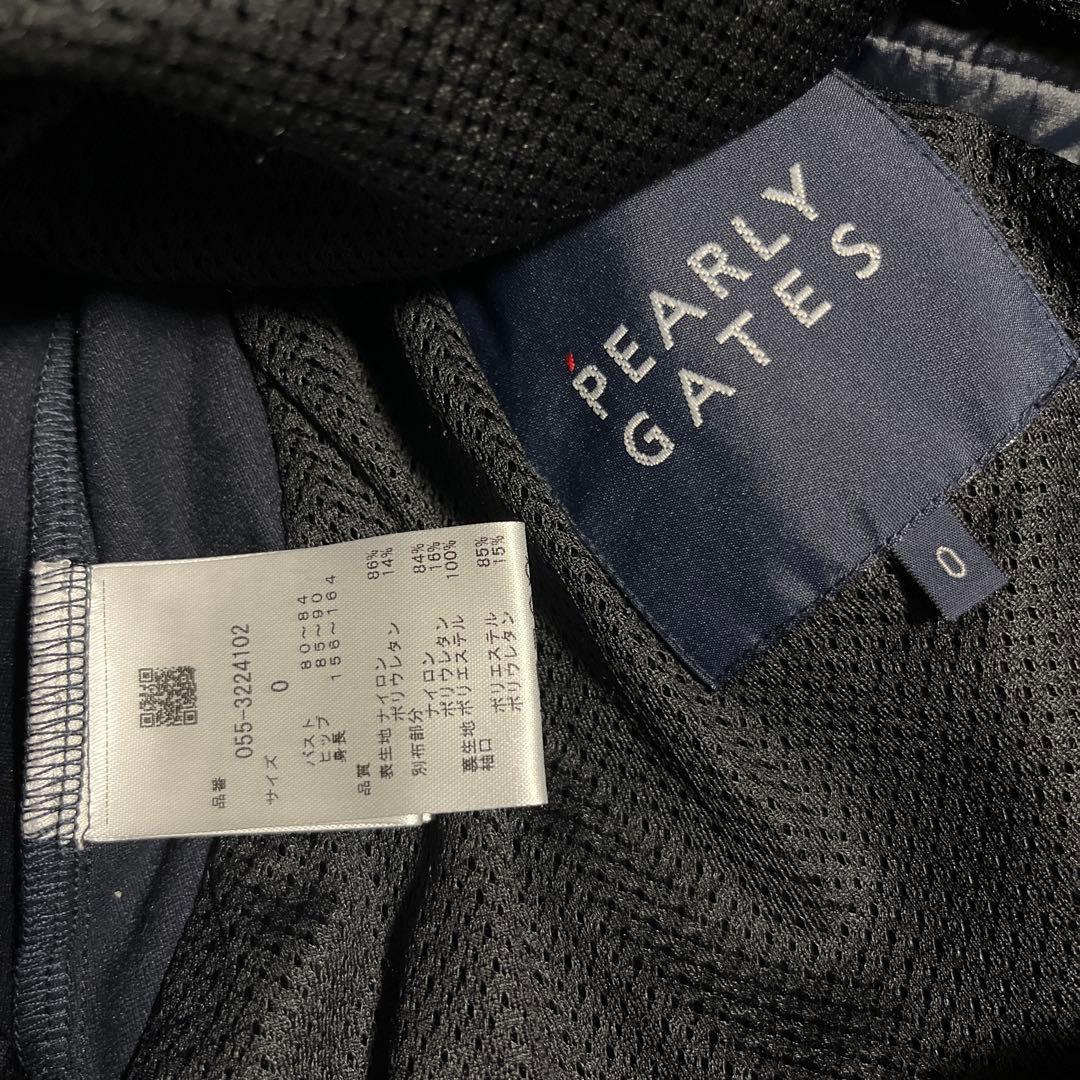 PEARLY
GATES
0
品番 055-3224102
サイズ 0
バスト 80～84
ヒップ 85～90
身長 156～164
品質
表生地 ナイロン 86%
ポリウレタン 14%
別布部分
ナイロン 84%
ポリウレタン 16%
裏生地 ポリエステル 100%
袖口
ポリエステル 85%
ポリウレタン 15%